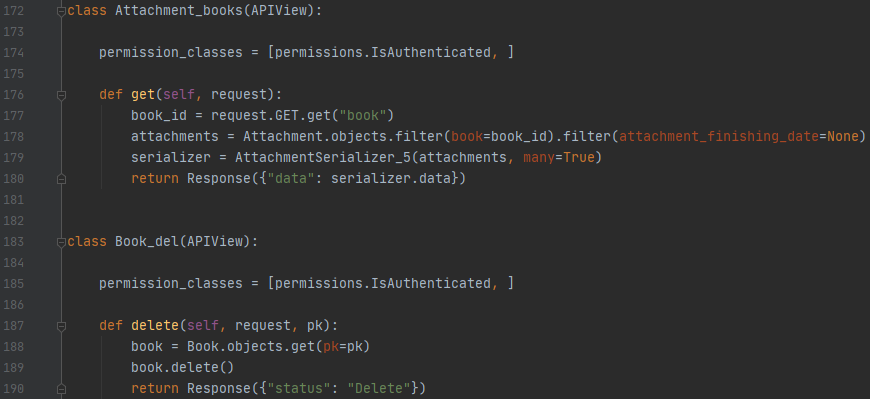 172 class Attachment_books(APIView):
173
174 permission_classes = [permissions.IsAuthenticated, ]
175
176 def get(self, request):
177 book_id = request.GET.get("book")
178 attachments = Attachment.objects.filter(book=book_id).filter(attachment_finishing_date=None)
179 serializer = AttachmentSerializer_5(attachments, many=True)
180 return Response({"data": serializer.data})
181
182
183 class Book_del(APIView):
184
185 permission_classes = [permissions.IsAuthenticated, ]
186
187 def delete(self, request, pk):
188 book = Book.objects.get(pk=pk)
189 book.delete()
190 return Response({"status": "Delete"})